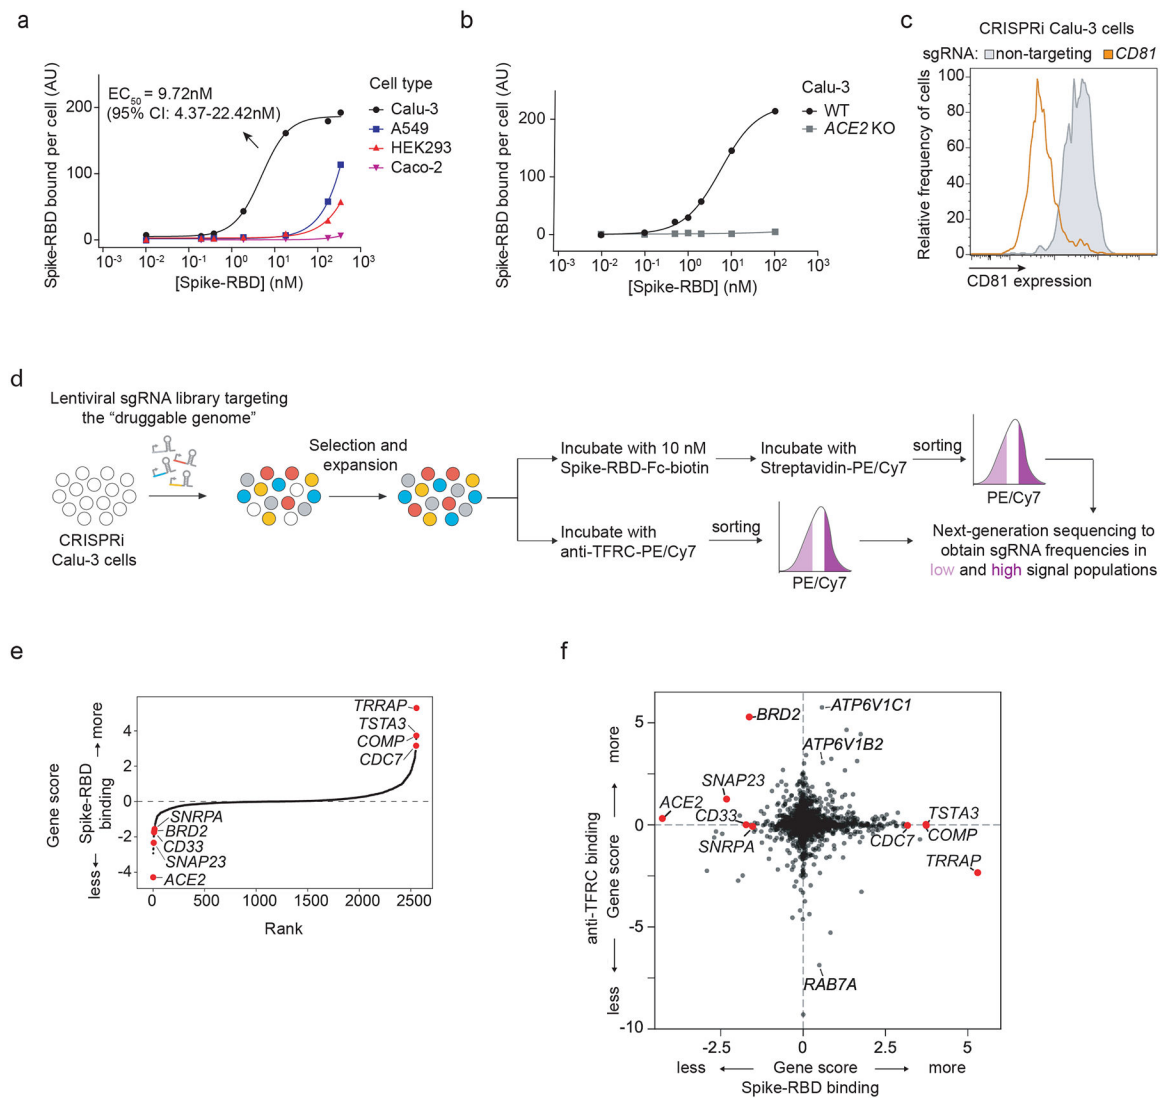 a
Spike-RBD bound per cell (AU)
EC50 = 9.72nM
(95% CI: 4.37-22.42nM)
200
100
0
10-3 10-2 10-1 100 101 102 103
[Spike-RBD] (nM)
Cell type
Calu-3
A549
HEK293
Caco-2
b
Spike-RBD bound per cell (AU)
200
100
0
10-3 10-2 10-1 100 101 102 103
[Spike-RBD] (nM)
Calu-3
WT
ACE2 KO
c
CRISPRi Calu-3 cells
sgRNA: non-targeting CD81
Relative frequency of cells
100
80
60
40
20
0
CD81 expression
d
Lentiviral sgRNA library targeting
the “druggable genome”
CRISPRi
Calu-3 cells
Selection and
expansion
Incubate with 10 nM
Spike-RBD-Fc-biotin
Incubate with
Streptavidin-PE/Cy7
sorting
PE/Cy7
Incubate with
anti-TFRC-PE/Cy7
sorting
PE/Cy7
Next-generation sequencing to
obtain sgRNA frequencies in
low and high signal populations
e
Gene score
Spike-RBD
binding
less
more
4
2
0
-2
-4
TRRAP
TSTA3
COMP
CDC7
SNRPA
BRD2
CD33
SNAP23
ACE2
0 500 1000 1500 2000 2500
Rank
f
anti-TFRC binding
Gene score
less
more
5
0
-5
-10
BRD2
ATP6V1C1
ATP6V1B2
SNAP23
ACE2
CD33
SNRPA
TSTA3
CDC7
COMP
TRRAP
RAB7A
-2.5 0 2.5 5
less Gene score more
Spike-RBD binding